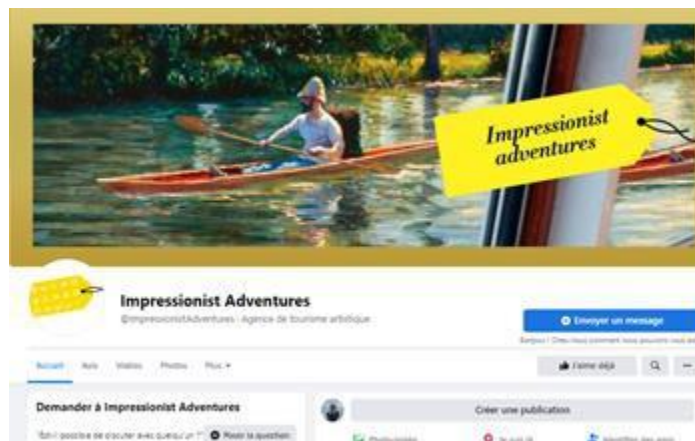 Impressionist
adventures
Impressionist Adventures
@ImpressionistAdventures · Agence de tourisme artistique
Envoyer un message
Accueil Avis Vidéos Photos Plus
J'aime déjà
Demander à Impressionist Adventures
Créer une publication
Poser la question